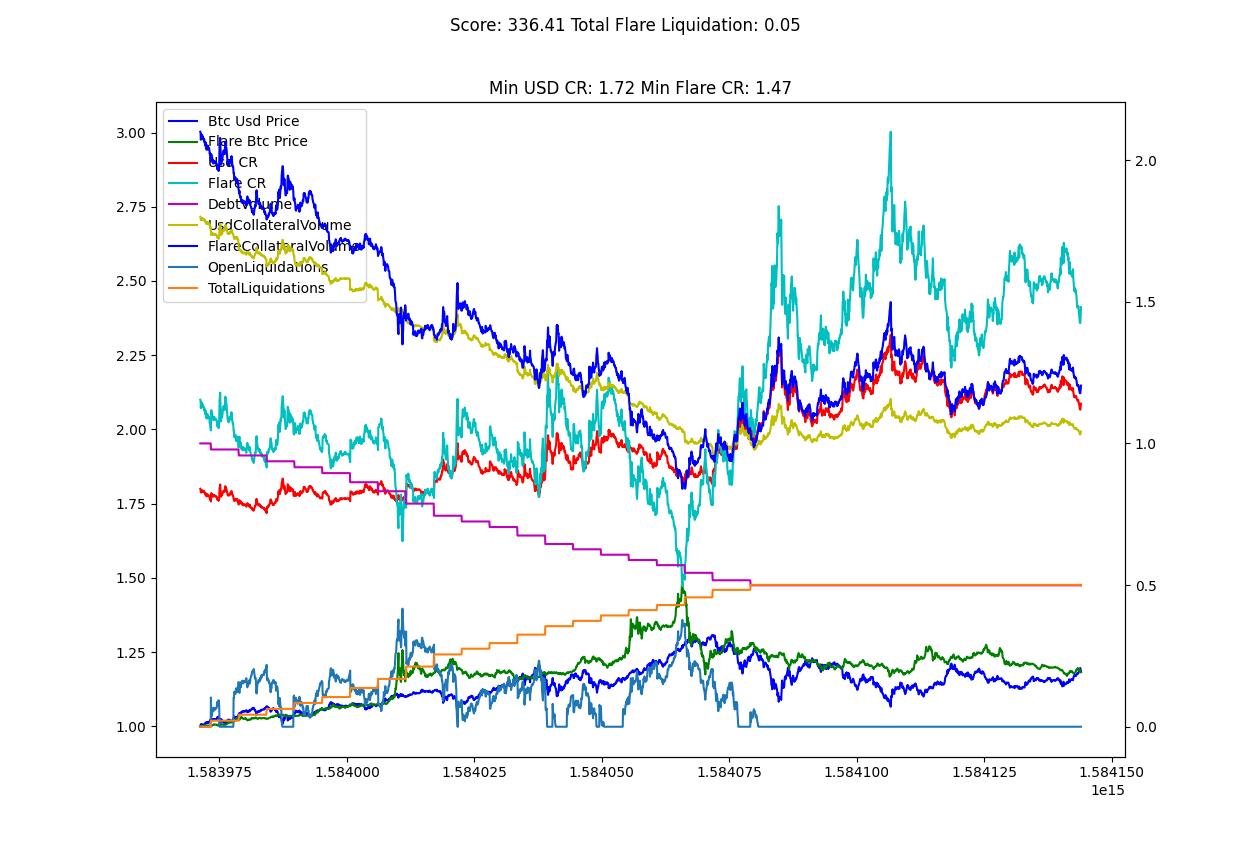 Score: 336.41 Total Flare Liquidation: 0.05
Min USD CR: 1.72 Min Flare CR: 1.47
Btc Usd Price
Flare Btc Price
Usd CR
Flare CR
DebtVolume
UsdCollateralVolume
FlareCollateralVolume
OpenLiquidations
TotalLiquidations
3.00
2.75
2.50
2.25
2.00
1.75
1.50
1.25
1.00
2.0
1.5
1.0
0.5
0.0
1.583975
1.584000
1.584025
1.584050
1.584075
1.584100
1.584125
1.584150
1e15